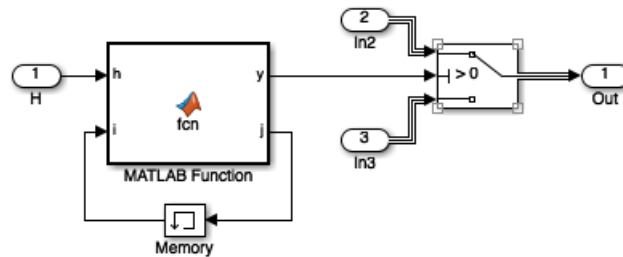 2
In2
1
H
h
i
fcn
y
j
MATLAB Function
Memory
> 0
3
In3
1
Out